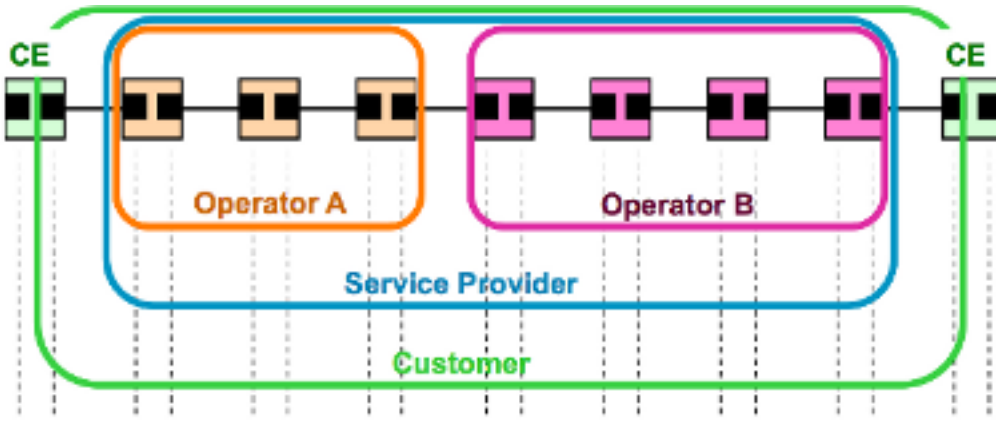 CE
CE
Operator A
Operator B
Service Provider
Customer